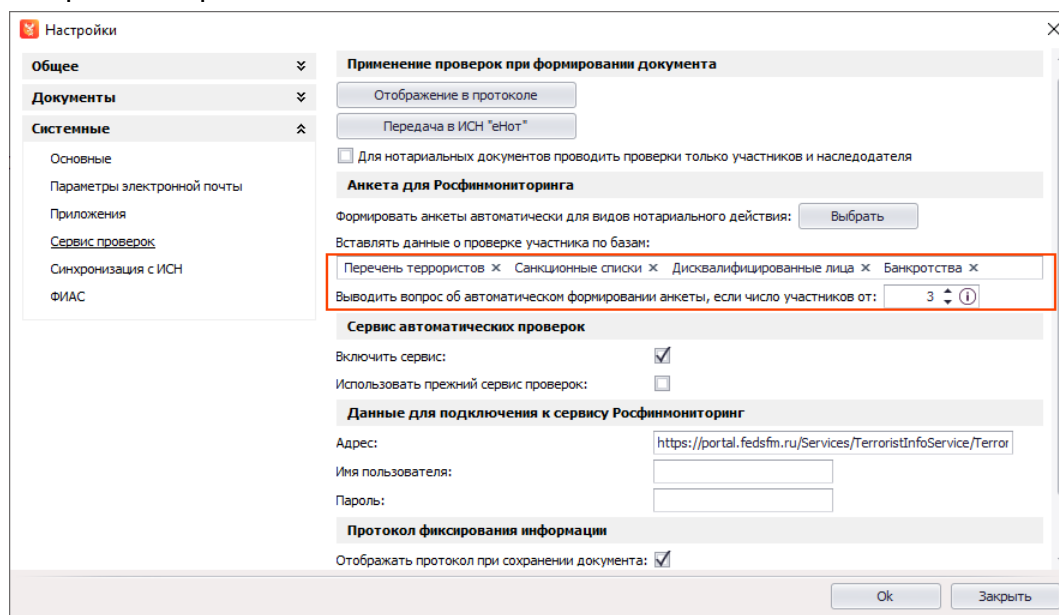 Настройки
Общее
Документы
Системные
Основные
Параметры электронной почты
Приложения
Сервис проверок
Синхронизация с ИСН
ФИАС
Применение проверок при формировании документа
Отображение в протоколе
Передача в ИСН "еНот"
Для нотариальных документов проводить проверки только участников и наследодателя
Анкета для Росфинмониторинга
Формировать анкеты автоматически для видов нотариального действия: Выбрать
Вставлять данные о проверке участника по базам:
Перечень террористов × Санкционные списки × Дисквалифицированные лица × Банкротства ×
Выводить вопрос об автоматическом формировании анкеты, если число участников от: 3
Сервис автоматических проверок
Включить сервис:
Использовать прежний сервис проверок:
Данные для подключения к сервису Росфинмониторинг
Адрес: https://portal.fedsfm.ru/Services/TerroristInfoService/Terror
Имя пользователя:
Пароль:
Протокол фиксирования информации
Отображать протокол при сохранении документа:
Ok Закрыть